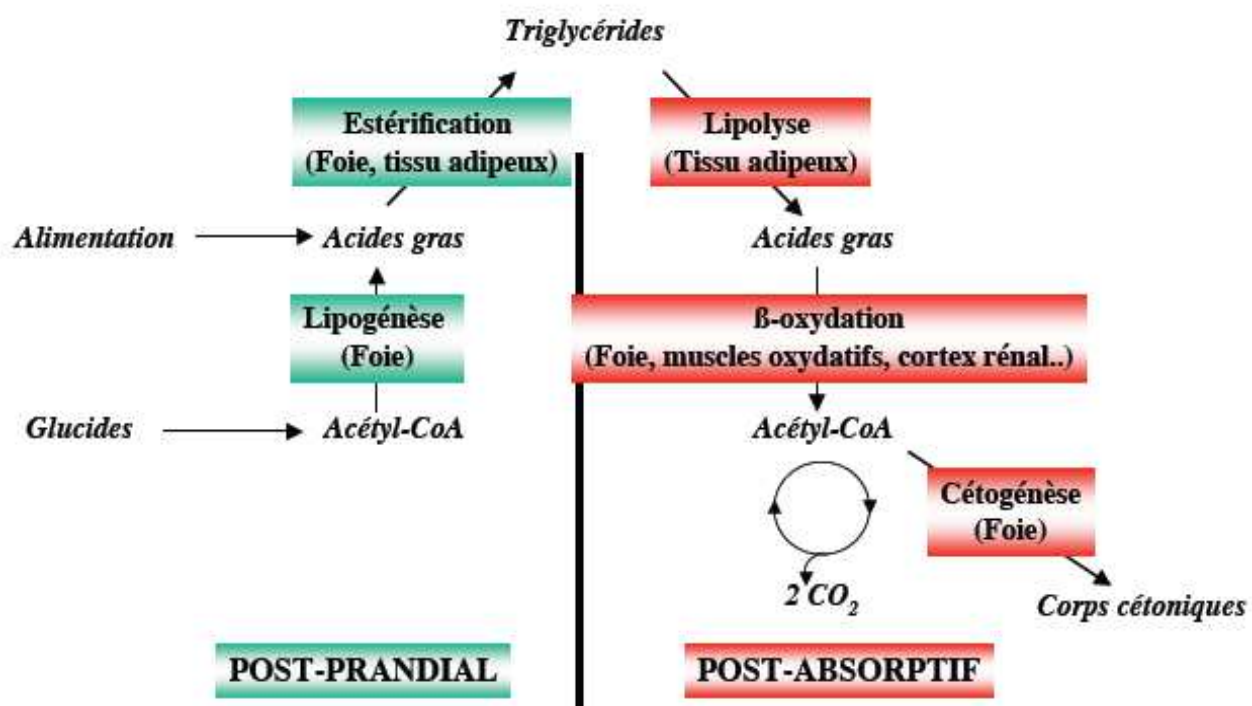 Triglycérides
Estérification
(Foie, tissu adipeux)
Lipolyse
(Tissu adipeux)
Alimentation
Acides gras
Acides gras
Lipogénèse
(Foie)
ß-oxydation
(Foie, muscles oxydatifs, cortex rénal..)
Glucides
Acétyl-CoA
Acétyl-CoA
Cétogénèse
(Foie)
2 CO₂
Corps cétoniques
POST-PRANDIAL
POST-ABSORPTIF